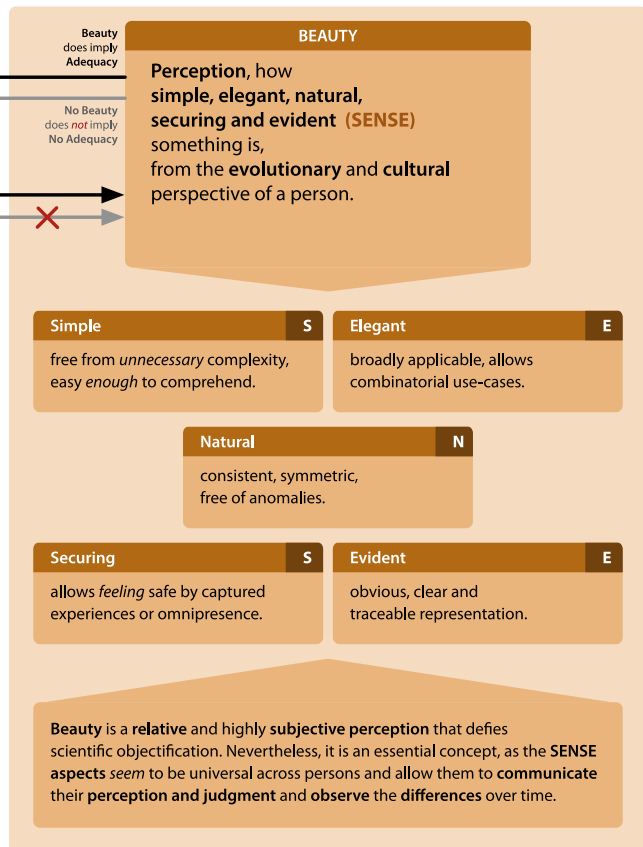 Beauty
does imply
Adequacy
No Beauty
does not imply
No Adequacy
BEAUTY
Perception, how
simple, elegant, natural,
securing and evident (SENSE)
something is,
from the evolutionary and cultural
perspective of a person.
Simple S
free from unnecessary complexity,
easy enough to comprehend.
Elegant E
broadly applicable, allows
combinatorial use-cases.
Natural N
consistent, symmetric,
free of anomalies.
Securing S
allows feeling safe by captured
experiences or omnipresence.
Evident E
obvious, clear and
traceable representation.
Beauty is a relative and highly subjective perception that defies
scientific objectification. Nevertheless, it is an essential concept, as the SENSE
aspects seem to be universal across persons and allow them to communicate
their perception and judgment and observe the differences over time.